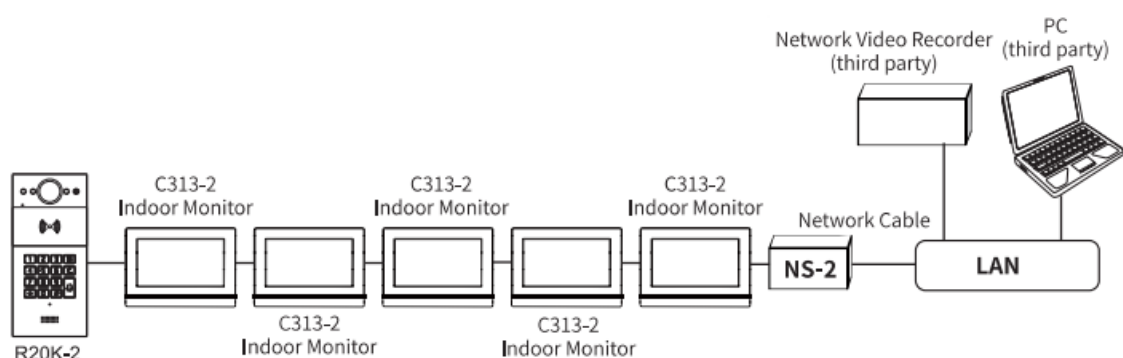 Network Video Recorder
(third party)
PC
(third party)
C313-2
Indoor Monitor
C313-2
Indoor Monitor
C313-2
Indoor Monitor
Network Cable
NS-2
LAN
C313-2
Indoor Monitor
C313-2
Indoor Monitor
R20K-2